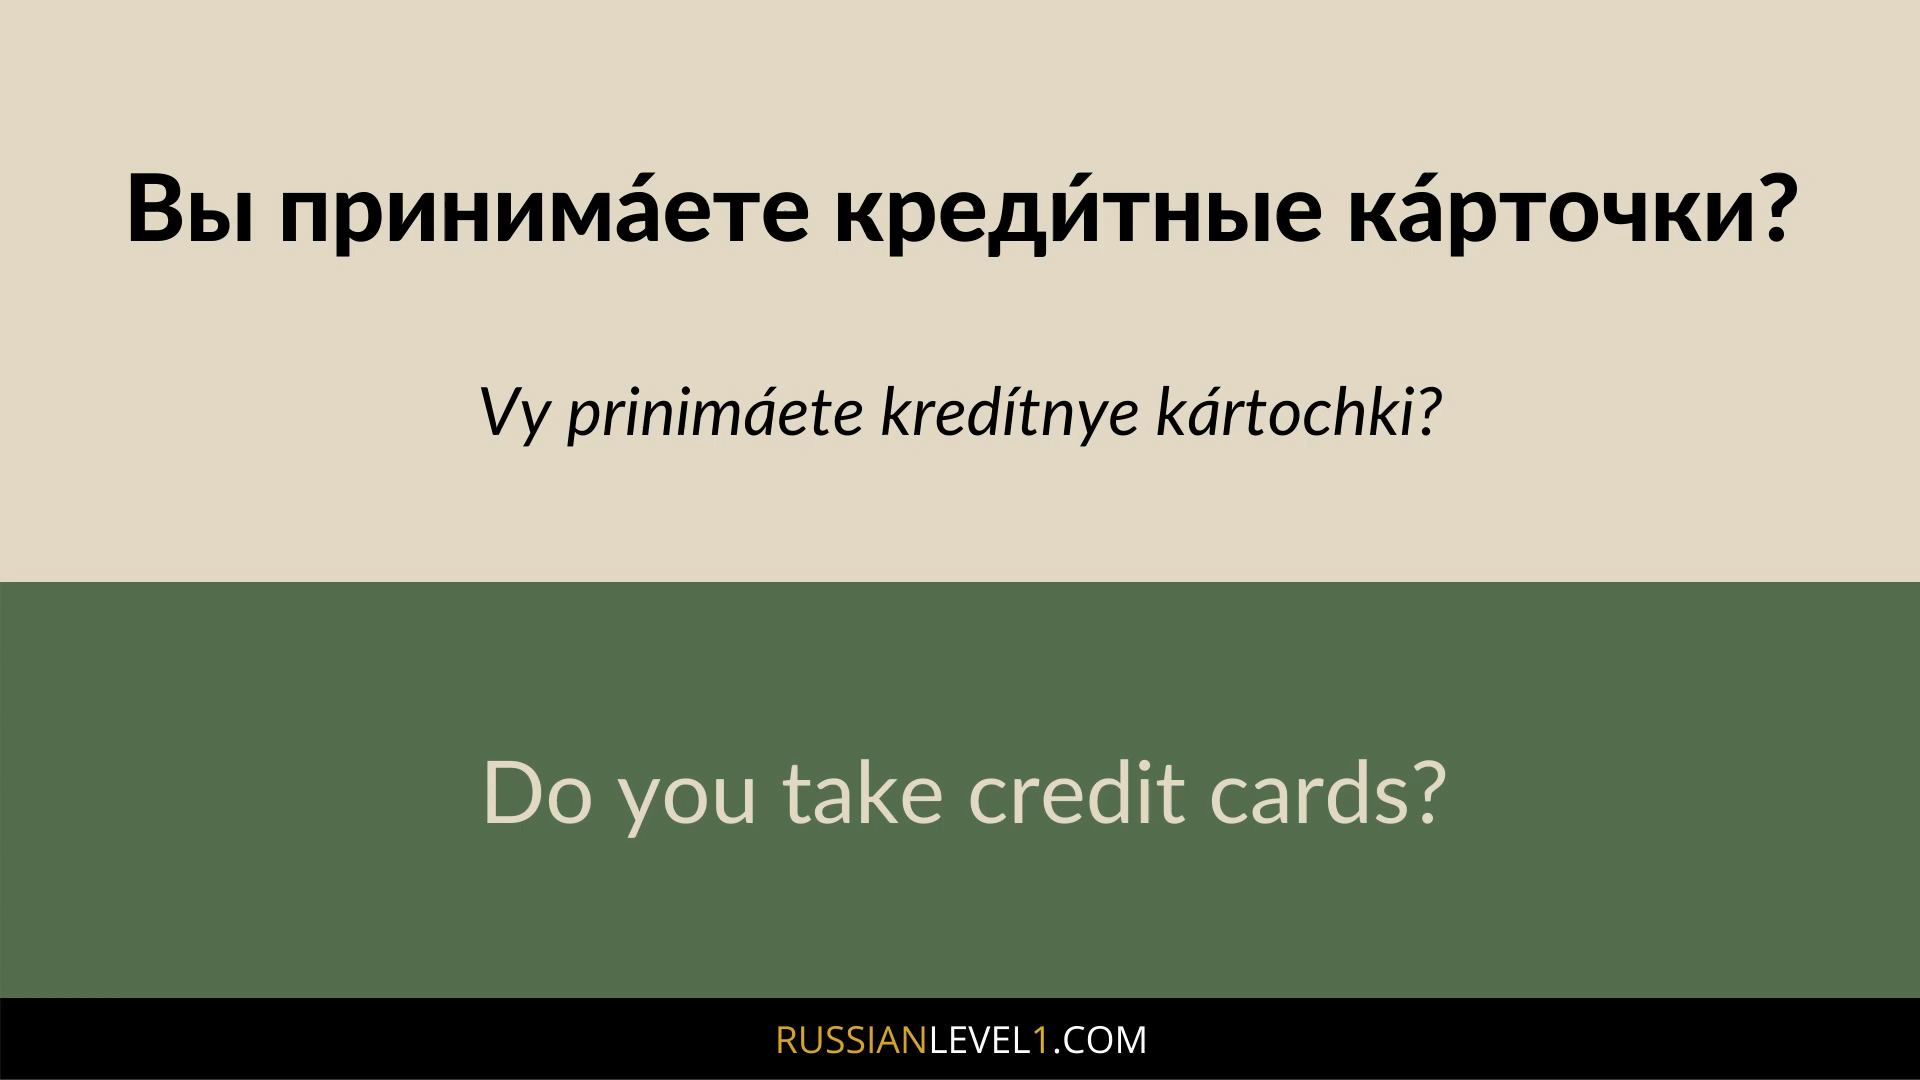 Вы принима́ете креди́тные ка́рточки?
Vy prinimáete kredítnye kártochki?
Do you take credit cards?
RUSSIANLEVEL1.COM